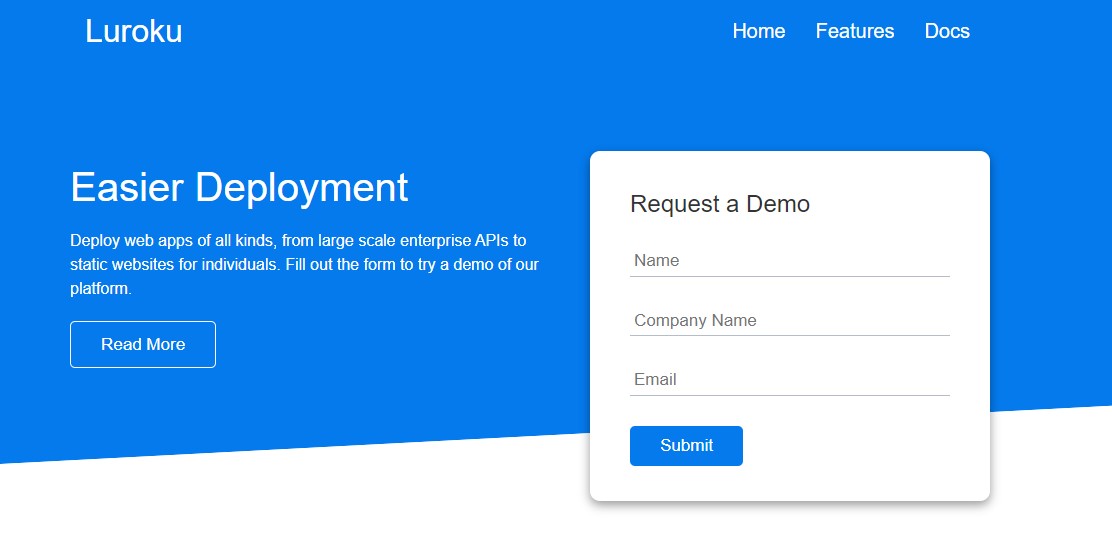 Luroku
Home Features Docs
Easier Deployment
Deploy web apps of all kinds, from large scale enterprise APIs to
static websites for individuals. Fill out the form to try a demo of our
platform.
Read More
Request a Demo
Name
Company Name
Email
Submit